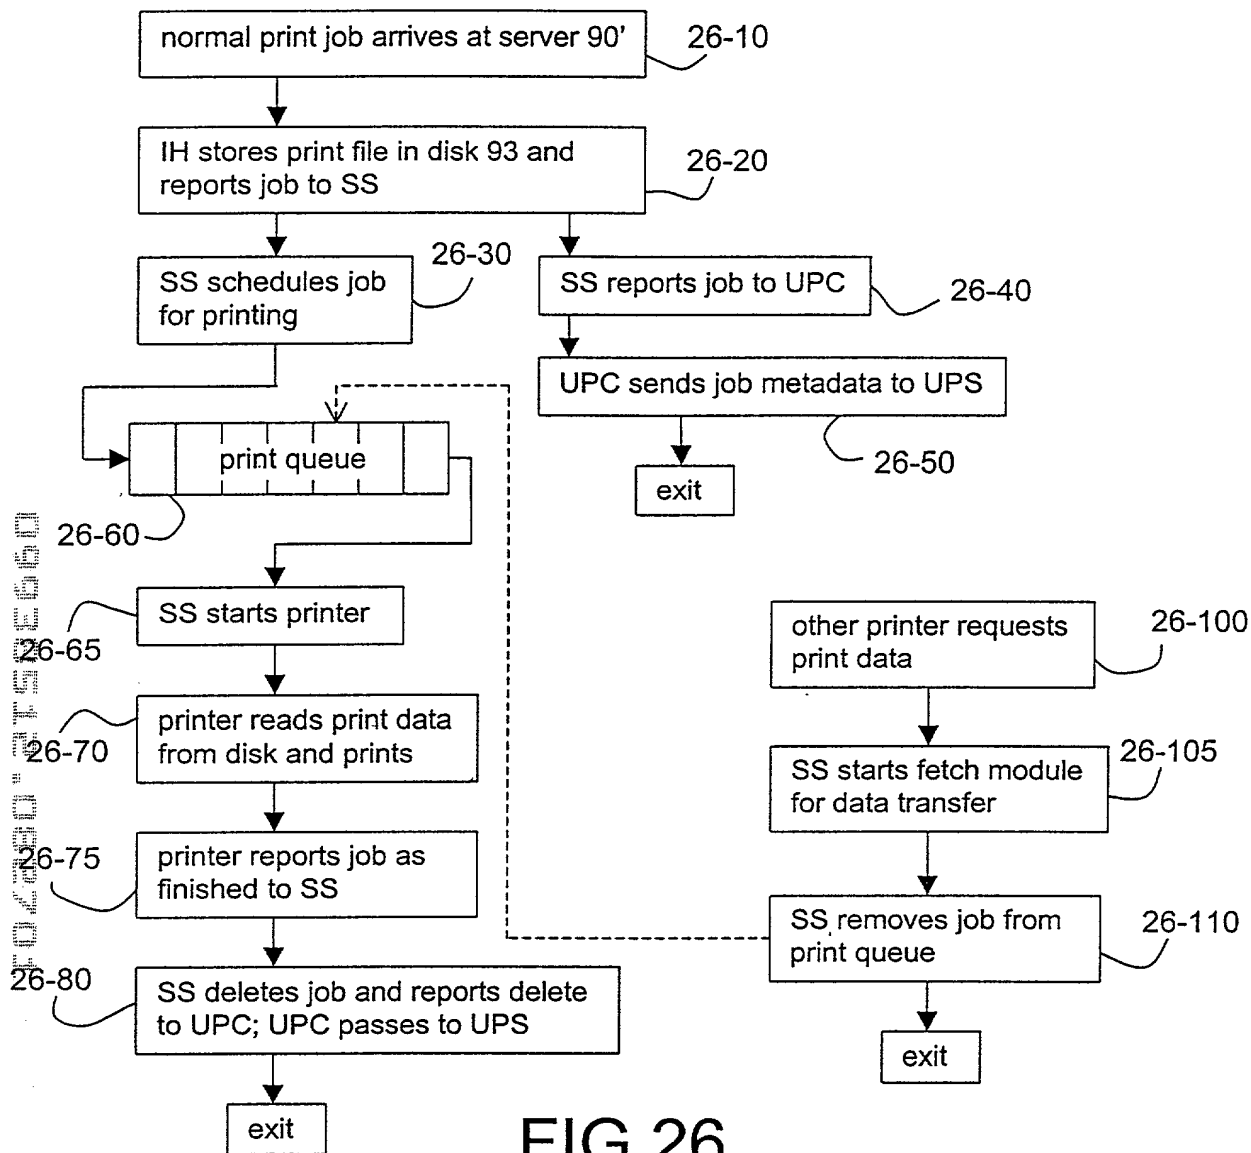 normal print job arrives at server 90'
26-10
IH stores print file in disk 93 and
reports job to SS
26-20
SS schedules job
for printing
26-30
SS reports job to UPC
26-40
UPC sends job metadata to UPS
26-50
exit
print queue
26-60
SS starts printer
26-65
printer reads print data
from disk and prints
26-70
printer reports job as
finished to SS
26-75
SS deletes job and reports delete
to UPC; UPC passes to UPS
26-80
exit
other printer requests
print data
26-100
SS starts fetch module
for data transfer
26-105
SS removes job from
print queue
26-110
exit
FIG 26